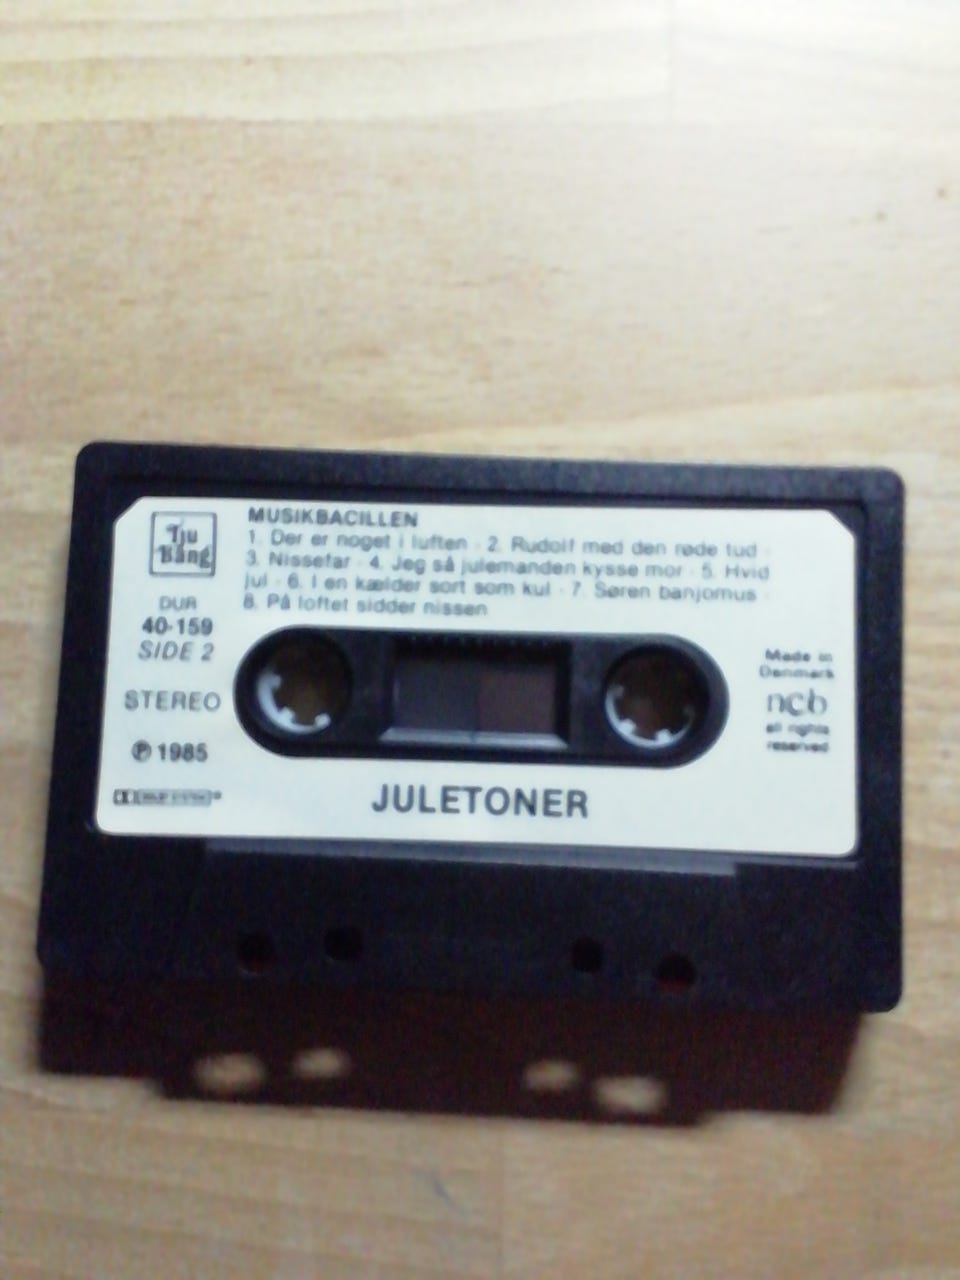 Tju
Bång
MUSIKBACILLEN
1. Der er noget i luften · 2. Rudolf med den røde tud ·
3. Nissefar · 4. Jeg så julemanden kysse mor · 5. Hvid
jul · 6. I en kælder sort som kul · 7. Søren banjomus ·
8. På loftet sidder nissen
DUR
40-159
SIDE 2
STEREO
℗ 1985
Made in
Denmark
ncb
all rights
reserved
JULETONER